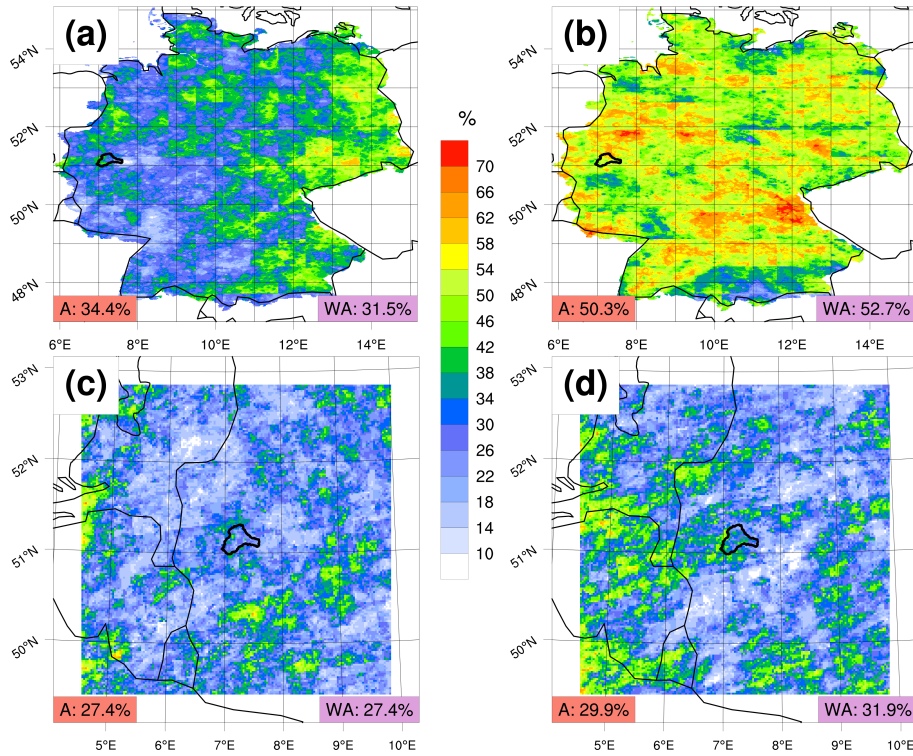 (a)
(b)
54°N
52°N
50°N
48°N
A: 34.4%
WA: 31.5%
6°E 8°E 10°E 12°E 14°E
54°N
52°N
50°N
48°N
A: 50.3%
WA: 52.7%
6°E 8°E 10°E 12°E 14°E
%
70
66
62
58
54
50
46
42
38
34
30
26
22
18
14
10
(c)
(d)
53°N
52°N
51°N
50°N
A: 27.4%
WA: 27.4%
5°E 6°E 7°E 8°E 9°E 10°E
53°N
52°N
51°N
50°N
A: 29.9%
WA: 31.9%
5°E 6°E 7°E 8°E 9°E 10°E